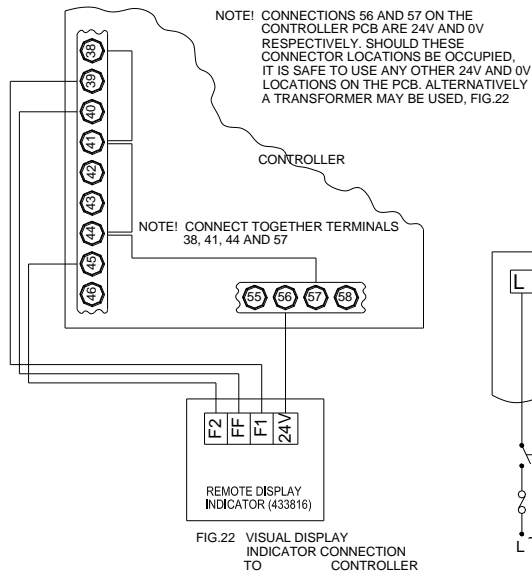 NOTE! CONNECTIONS 56 AND 57 ON THE
CONTROLLER PCB ARE 24V AND 0V
RESPECTIVELY. SHOULD THESE
CONNECTOR LOCATIONS BE OCCUPIED,
IT IS SAFE TO USE ANY OTHER 24V AND 0V
LOCATIONS ON THE PCB. ALTERNATIVELY
A TRANSFORMER MAY BE USED, FIG.22
38
39
40
41
42
43
44
45
46
CONTROLLER
NOTE! CONNECT TOGETHER TERMINALS
38, 41, 44 AND 57
55 56 57 58
L
F2 FF F1 24V
REMOTE DISPLAY
INDICATOR (433816)
L
FIG.22 VISUAL DISPLAY
INDICATOR CONNECTION
TO CONTROLLER